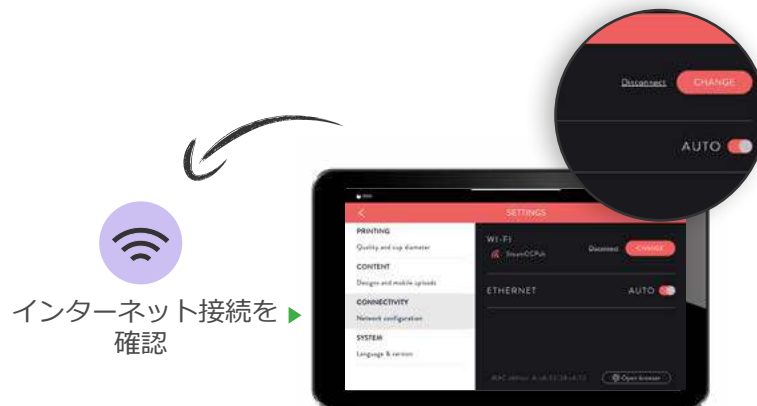 Disconnect
CHANGE
AUTO
SETTINGS
PRINTING
Quality and cup diameter
CONTENT
Designs and mobile uploads
CONNECTIVITY
Network configuration
SYSTEM
Language & version
WI-FI
Disconnect
CHANGE
ETHERNET
AUTO
Open browser
インターネット接続を
確認